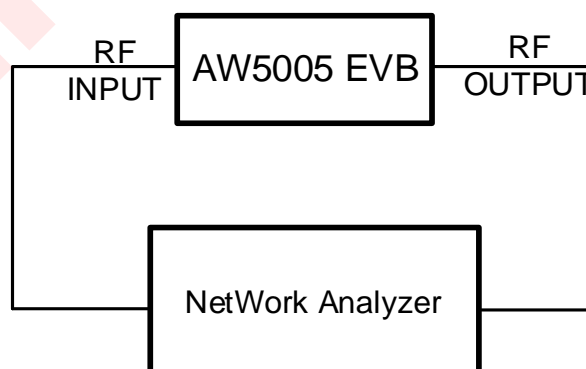 RF
INPUT
AW5005 EVB
RF
OUTPUT
NetWork Analyzer